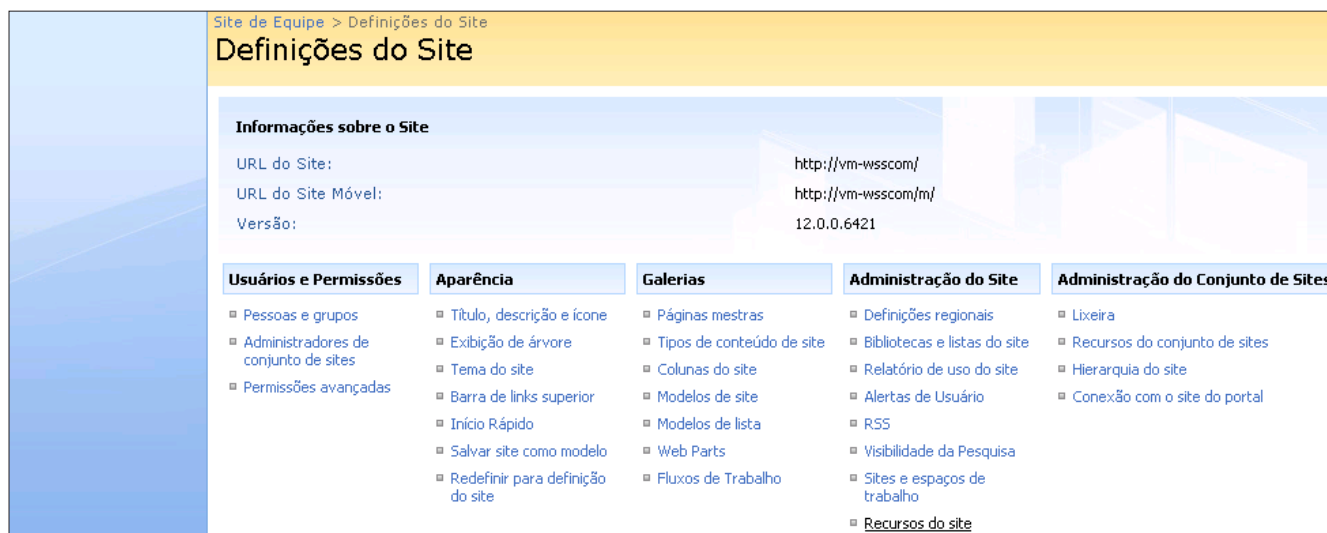 Site de Equipe > Definições do Site
Definições do Site
Informações sobre o Site
URL do Site: http://vm-wsscom/
URL do Site Móvel: http://vm-wsscom/m/
Versão: 12.0.0.6421
Usuários e Permissões
Pessoas e grupos
Administradores de
conjunto de sites
Permissões avançadas
Aparência
Título, descrição e ícone
Exibição de árvore
Tema do site
Barra de links superior
Início Rápido
Salvar site como modelo
Redefinir para definição
do site
Galerias
Páginas mestras
Tipos de conteúdo de site
Colunas do site
Modelos de site
Modelos de lista
Web Parts
Fluxos de Trabalho
Administração do Site
Definições regionais
Bibliotecas e listas do site
Relatório de uso do site
Alertas de Usuário
RSS
Visibilidade da Pesquisa
Sites e espaços de
trabalho
Recursos do site
Administração do Conjunto de Sites
Lixeira
Recursos do conjunto de sites
Hierarquia do site
Conexão com o site do portal